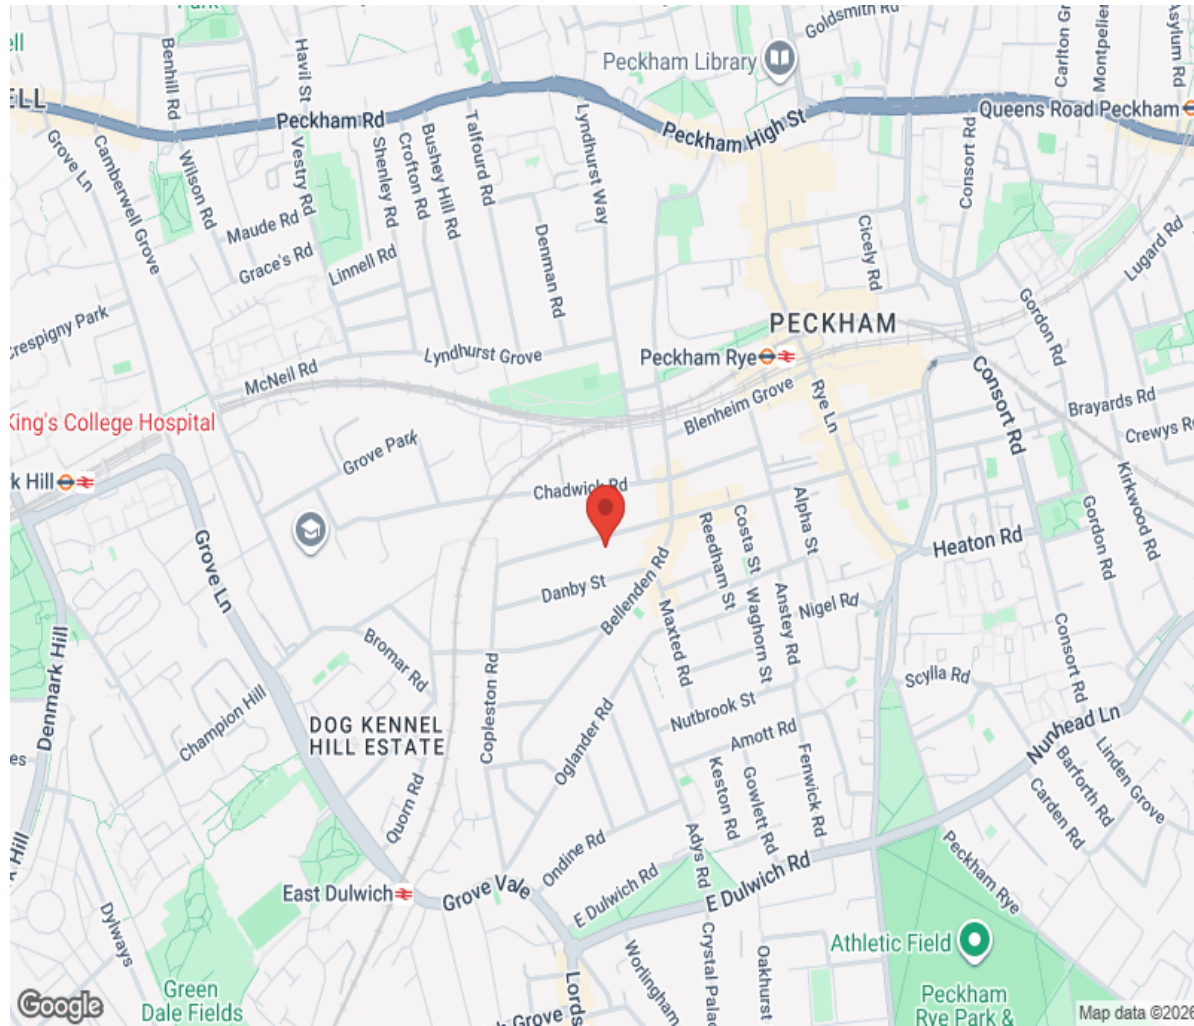 Park
Goldsmith Rd
ell
Benhill Rd
Havil St
Peckham Library
Carlton Gr
Montpelier
Asylum Rd
ELL
Peckham Rd
Talfourd Rd
Lyndhurst Way
Peckham High St
Queens Road Peckham
Grove Ln
Camberwell Grove
Wilson Rd
Vestry Rd
Shenley Rd
Crofton Rd
Bushey Hill Rd
Consort Rd
Maude Rd
Grace's Rd
Linnell Rd
Denman Rd
Cicely Rd
Lugard Rd
Gordon Rd
crespigny Park
McNeil Rd
Lyndhurst Grove
PECKHAM
Peckham Rye
Blenheim Grove
Rye Ln
Consort Rd
Brayards Rd
Crewys Ro
King's College Hospital
Grove Park
k Hill
Chadwick Rd
Alpha St
Kirkwood Rd
Gordon Rd
Heaton Rd
Grove Ln
Reedham St
Costa St
Danby St
Bellenden Rd
Maxted Rd
Waghorn St
Anstey Rd
Nigel Rd
Consort Rd
Denmark Hill
Bromar Rd
Copleston Rd
Scylla Rd
Champion Hill
DOG KENNEL
HILL ESTATE
Oglander Rd
Nutbrook St
Amott Rd
Nunhead Ln
es
Quorn Rd
Keston Rd
Gowlett Rd
Fenwick Rd
Linden Grove
Barforth Rd
Carden Rd
k Hill
Ondine Rd
Adys Rd
Peckham Rye
East Dulwich
Grove Vale
E Dulwich Rd
E Dulwich Rd
Dylways
Athletic Field
Worlingham
Crystal Palac
Oakhurst
Lords
Green
Dale Fields
Peckham
Rye Park &
h Grove
Google
Map data ©2026